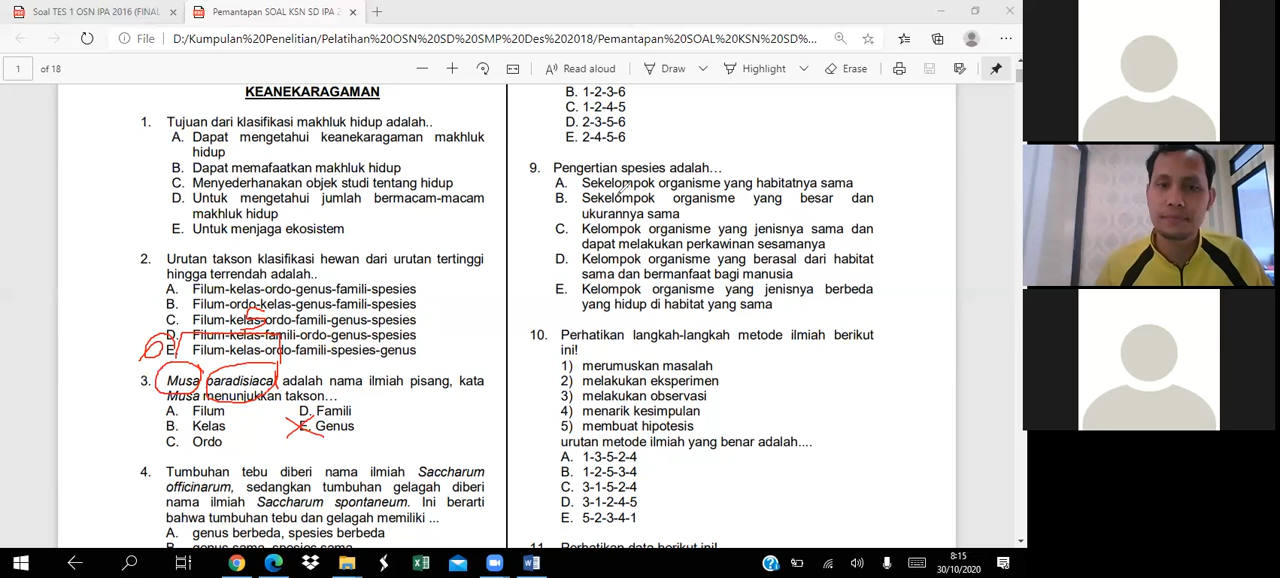 Soal TES 1 OSN IPA 2016 (FINAL
Pemantapan SOAL KSN SD IPA 2
File
D:/Kumpulan%20Penelitian/Pelatihan%20OSN%20SD%20SMP%20Des%202018/Pemantapan%20SOAL%20KSN%20SD%...
1 of 18
Read aloud
Draw
Highlight
Erase
KEANEKARAGAMAN
1. Tujuan dari klasifikasi makhluk hidup adalah..
A. Dapat mengetahui keanekaragaman makhluk
hidup
B. Dapat memafaatkan makhluk hidup
C. Menyederhanakan objek studi tentang hidup
D. Untuk mengetahui jumlah bermacam-macam
makhluk hidup
E. Untuk menjaga ekosistem
2. Urutan takson klasifikasi hewan dari urutan tertinggi
hingga terrendah adalah..
A. Filum-kelas-ordo-genus-famili-spesies
B. Filum-ordo-kelas-genus-famili-spesies
C. Filum-kelas-ordo-famili-genus-spesies
D. Filum-kelas-famili-ordo-genus-spesies
E. Filum-kelas-ordo-famili-spesies-genus
3. Musa paradisiaca adalah nama ilmiah pisang, kata
Musa menunjukkan takson...
A. Filum D. Famili
B. Kelas E. Genus
C. Ordo
4. Tumbuhan tebu diberi nama ilmiah Saccharum
officinarum, sedangkan tumbuhan gelagah diberi
nama ilmiah Saccharum spontaneum. Ini berarti
bahwa tumbuhan tebu dan gelagah memiliki ...
A. genus berbeda, spesies berbeda
B. genus sama, spesies sama
B. 1-2-3-6
C. 1-2-4-5
D. 2-3-5-6
E. 2-4-5-6
9. Pengertian spesies adalah...
A. Sekelompok organisme yang habitatnya sama
B. Sekelompok organisme yang besar dan
ukurannya sama
C. Kelompok organisme yang jenisnya sama dan
dapat melakukan perkawinan sesamanya
D. Kelompok organisme yang berasal dari habitat
sama dan bermanfaat bagi manusia
E. Kelompok organisme yang jenisnya berbeda
yang hidup di habitat yang sama
10. Perhatikan langkah-langkah metode ilmiah berikut
ini!
1) merumuskan masalah
2) melakukan eksperimen
3) melakukan observasi
4) menarik kesimpulan
5) membuat hipotesis
urutan metode ilmiah yang benar adalah....
A. 1-3-5-2-4
B. 1-2-5-3-4
C. 3-1-5-2-4
D. 3-1-2-4-5
E. 5-2-3-4-1
11. Perhatikan data berikut ini!
8:15
30/10/2020